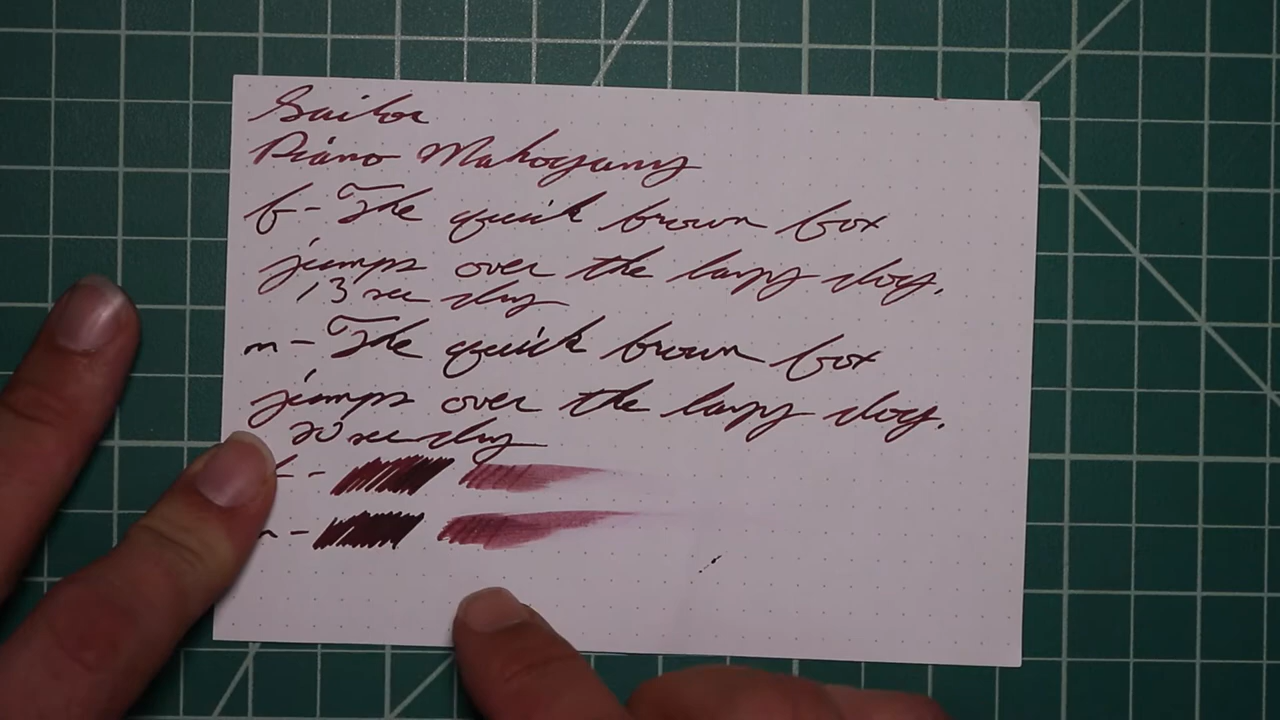 Sailor
Piano Mahogany
f - The quick brown fox
jumps over the lazy dog.
13 sec dry
m - The quick brown fox
jumps over the lazy dog.
20 sec dry
f -
m -